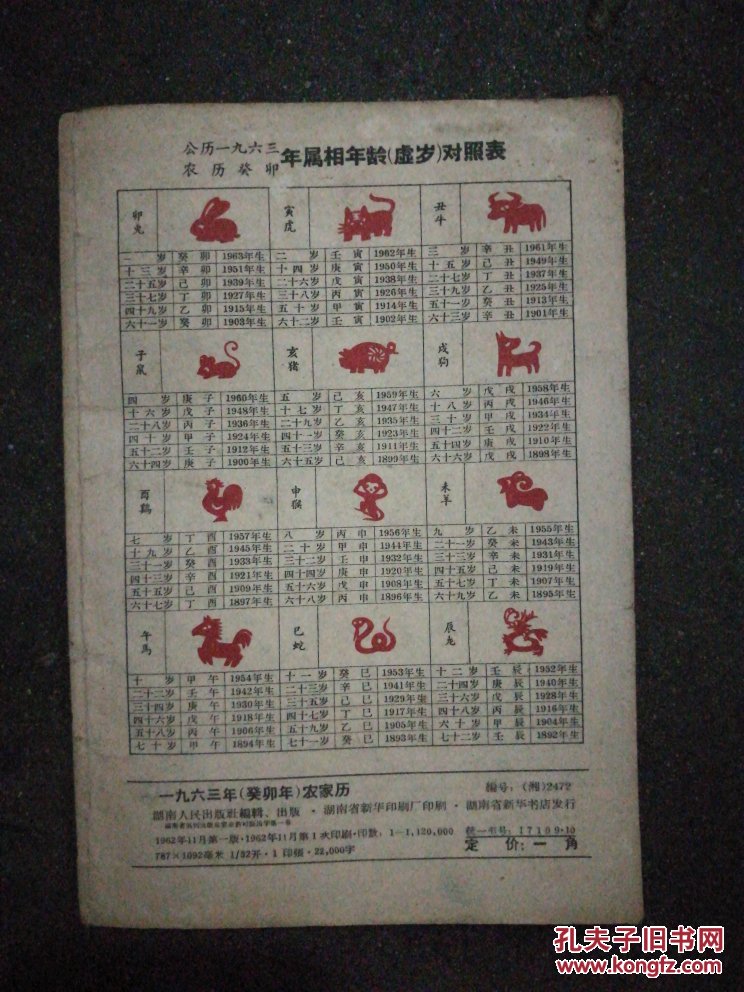 公历一九六三
农历癸卯
年属相年龄(虚岁)对照表
卯兔 寅虎 丑牛
一 岁 癸卯 1963年生 二 岁 壬寅 1962年生 三 岁 辛丑 1961年生
十三岁 辛卯 1951年生 十四岁 庚寅 1950年生 十五岁 己丑 1949年生
二十五岁 己卯 1939年生 二十六岁 戊寅 1938年生 二十七岁 丁丑 1937年生
三十七岁 丁卯 1927年生 三十八岁 丙寅 1926年生 三十九岁 乙丑 1925年生
四十九岁 乙卯 1915年生 五十岁 甲寅 1914年生 五十一岁 癸丑 1913年生
六十一岁 癸卯 1903年生 六十二岁 壬寅 1902年生 六十三岁 辛丑 1901年生
子鼠 亥猪 戌狗
四 岁 庚子 1960年生 五 岁 己亥 1959年生 六 岁 戊戌 1958年生
十六岁 戊子 1948年生 十七岁 丁亥 1947年生 十八岁 丙戌 1946年生
二十八岁 丙子 1936年生 二十九岁 乙亥 1935年生 三十岁 甲戌 1934年生
四十岁 甲子 1924年生 四十一岁 癸亥 1923年生 四十二岁 壬戌 1922年生
五十二岁 壬子 1912年生 五十三岁 辛亥 1911年生 五十四岁 庚戌 1910年生
六十四岁 庚子 1900年生 六十五岁 己亥 1899年生 六十六岁 戊戌 1898年生
酉鷄 申猴 未羊
七 岁 丁酉 1957年生 八 岁 丙申 1956年生 九 岁 乙未 1955年生
十九岁 乙酉 1945年生 二十岁 甲申 1944年生 二十一岁 癸未 1943年生
三十一岁 癸酉 1933年生 三十二岁 壬申 1932年生 三十三岁 辛未 1931年生
四十三岁 辛酉 1921年生 四十四岁 庚申 1920年生 四十五岁 己未 1919年生
五十五岁 己酉 1909年生 五十六岁 戊申 1908年生 五十七岁 丁未 1907年生
六十七岁 丁酉 1897年生 六十八岁 丙申 1896年生 六十九岁 乙未 1895年生
午馬 巳蛇 辰龙
十 岁 甲午 1954年生 十一岁 癸巳 1953年生 十二岁 壬辰 1952年生
二十二岁 壬午 1942年生 二十三岁 辛巳 1941年生 二十四岁 庚辰 1940年生
三十四岁 庚午 1930年生 三十五岁 己巳 1929年生 三十六岁 戊辰 1928年生
四十六岁 戊午 1918年生 四十七岁 丁巳 1917年生 四十八岁 丙辰 1916年生
五十八岁 丙午 1906年生 五十九岁 乙巳 1905年生 六十岁 甲辰 1904年生
七十岁 甲午 1894年生 七十一岁 癸巳 1893年生 七十二岁 壬辰 1892年生
一九六三年(癸卯年)农家历 编号:(湘)2472
湖南人民出版社編輯、出版·湖南省新华印刷厂印刷·湖南省新华书店发行
1962年11月第一版·1962年11月第1次印刷·印数:1—1,120,000 統一书号:17109·10
787×1092毫米 1/32开·1印張·22,000字 定价:一角
孔夫子旧书网
www.kongfz.com